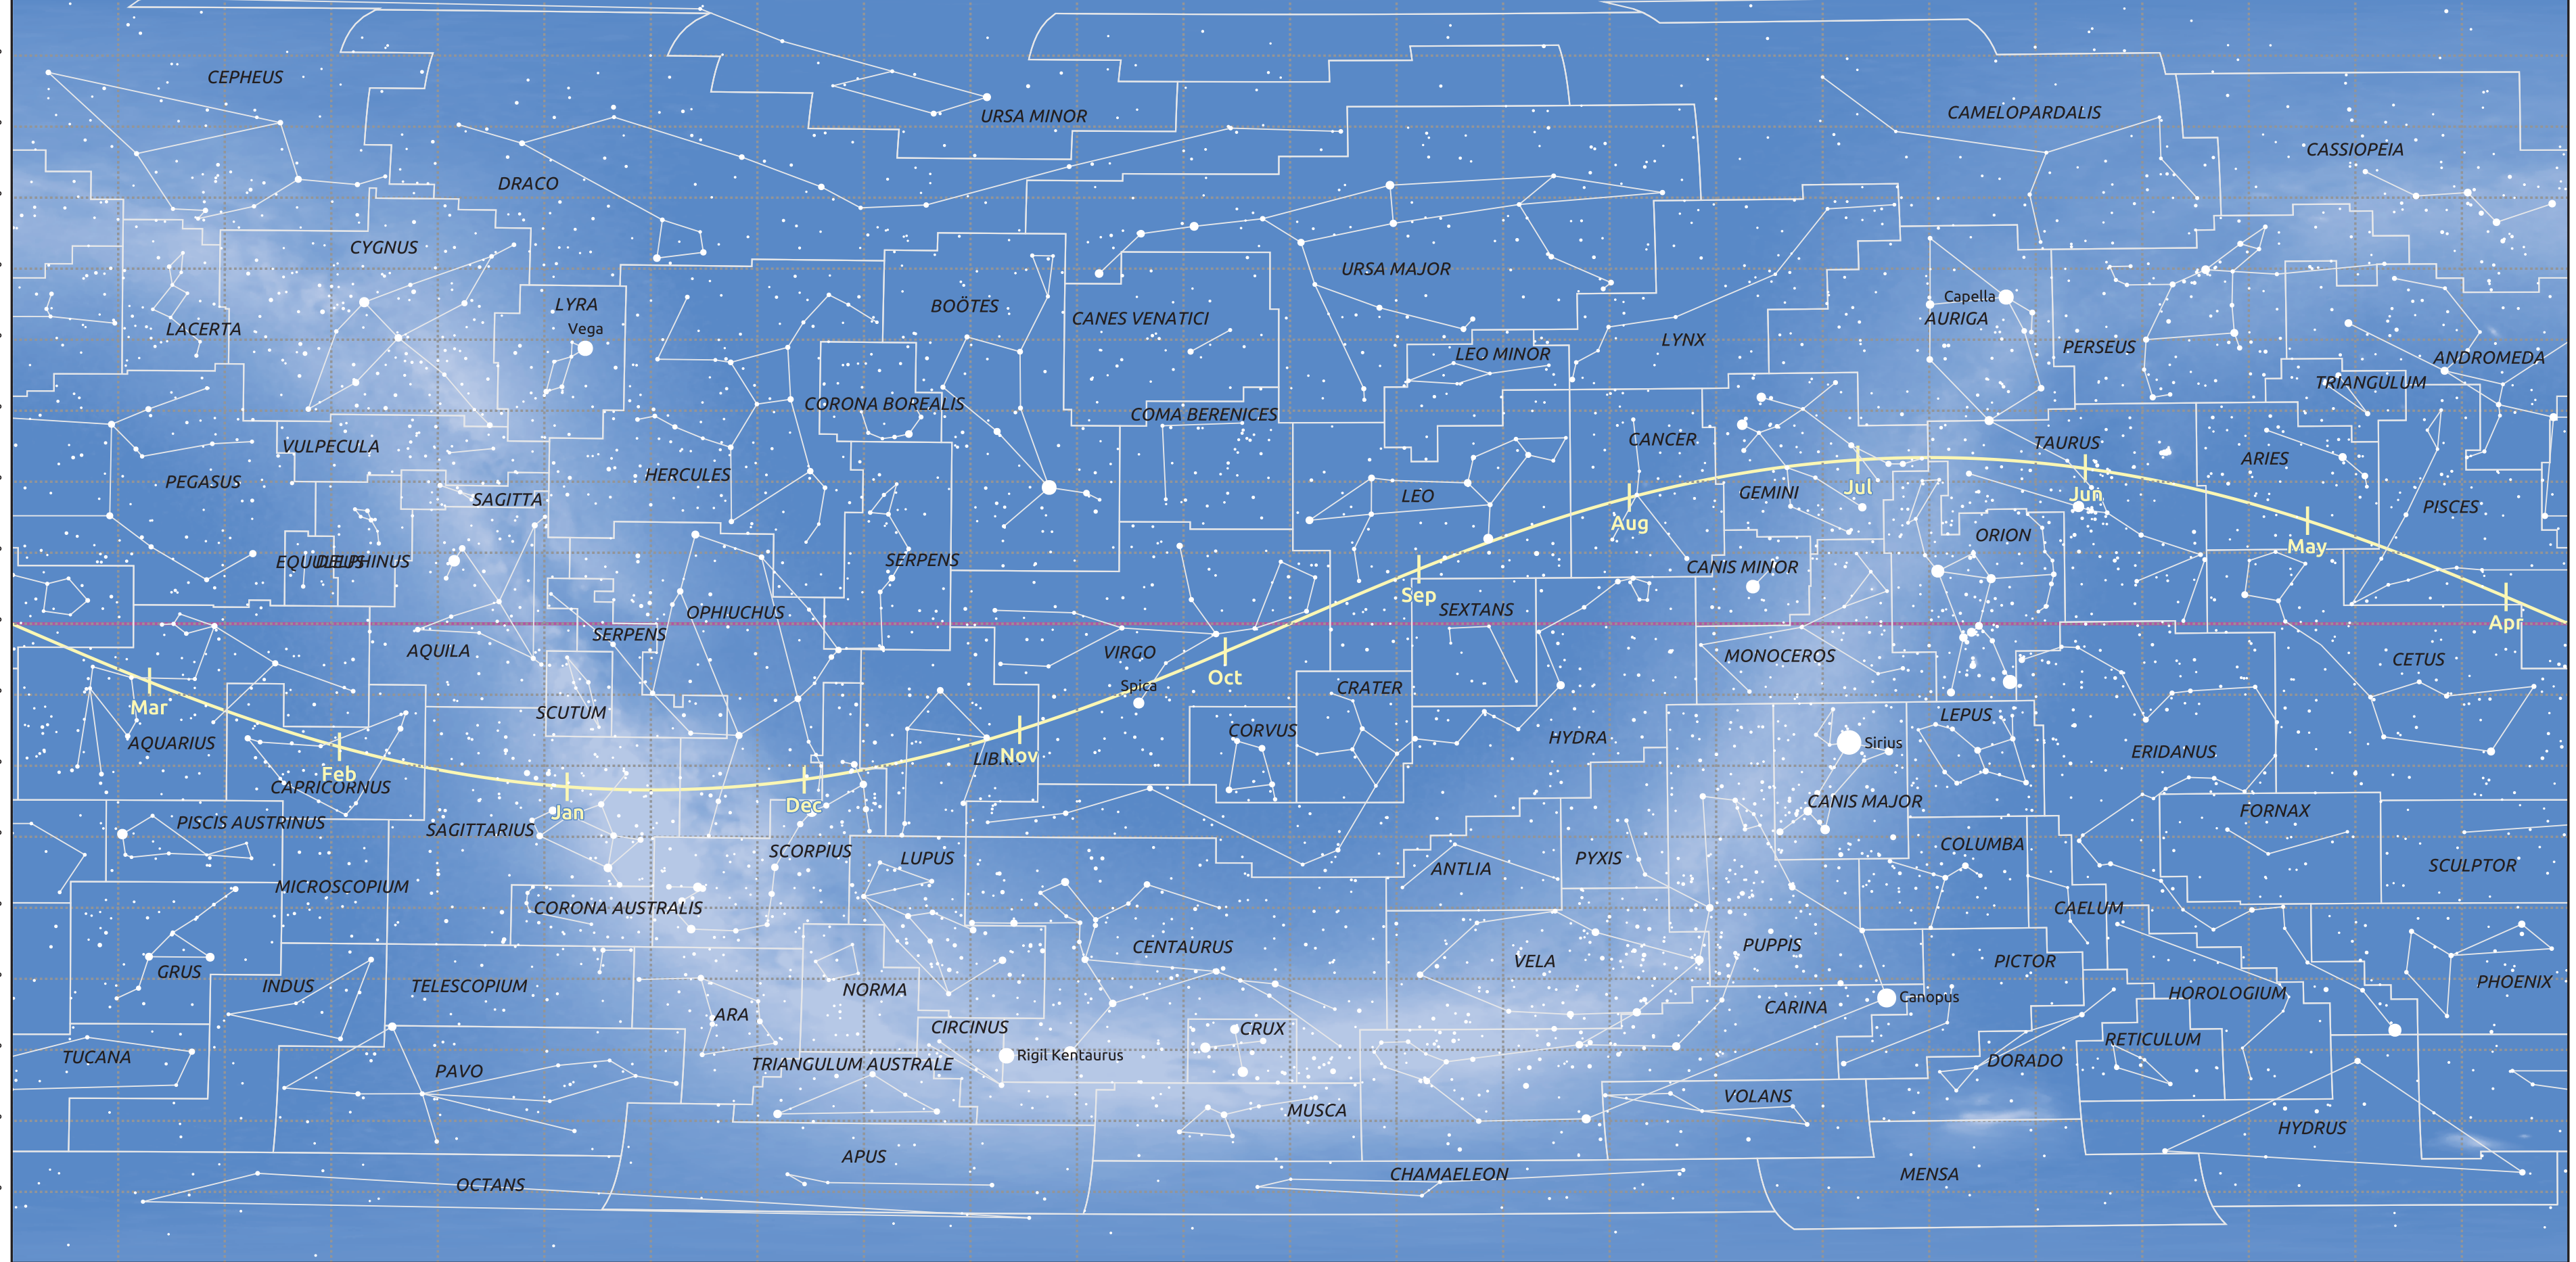 CEPHEUS
URSA MINOR
CAMELOPARDALIS
CASSIOPEIA
DRACO
CYGNUS
URSA MAJOR
LYRA
Vega
BOÖTES
CANES VENATICI
Capella
AURIGA
LACERTA
LYNX
PERSEUS
LEO MINOR
ANDROMEDA
TRIANGULUM
CORONA BOREALIS
COMA BERENICES
VULPECULA
CANCER
TAURUS
ARIES
PEGASUS
HERCULES
SAGITTA
LEO
GEMINI
Jul
Jun
PISCES
Aug
ORION
May
EQUULEUS
DELPHINUS
SERPENS
CANIS MINOR
Sep
SEXTANS
OPHIUCHUS
SERPENS
Apr
AQUILA
VIRGO
MONOCEROS
CETUS
Oct
Spica
CRATER
Mar
SCUTUM
LEPUS
AQUARIUS
CORVUS
HYDRA
Sirius
ERIDANUS
Nov
LIBRA
Feb
CAPRICORNUS
Dec
Jan
CANIS MAJOR
FORNAX
PISCIS AUSTRINUS
SAGITTARIUS
SCORPIUS
LUPUS
COLUMBA
PYXIS
ANTLIA
SCULPTOR
MICROSCOPIUM
CORONA AUSTRALIS
CAELUM
CENTAURUS
PUPPIS
VELA
PICTOR
GRUS
INDUS
TELESCOPIUM
NORMA
HOROLOGIUM
PHOENIX
Canopus
CARINA
ARA
CIRCINUS
CRUX
RETICULUM
TUCANA
Rigil Kentaurus
TRIANGULUM AUSTRALE
DORADO
PAVO
VOLANS
MUSCA
HYDRUS
APUS
OCTANS
CHAMAELEON
MENSA